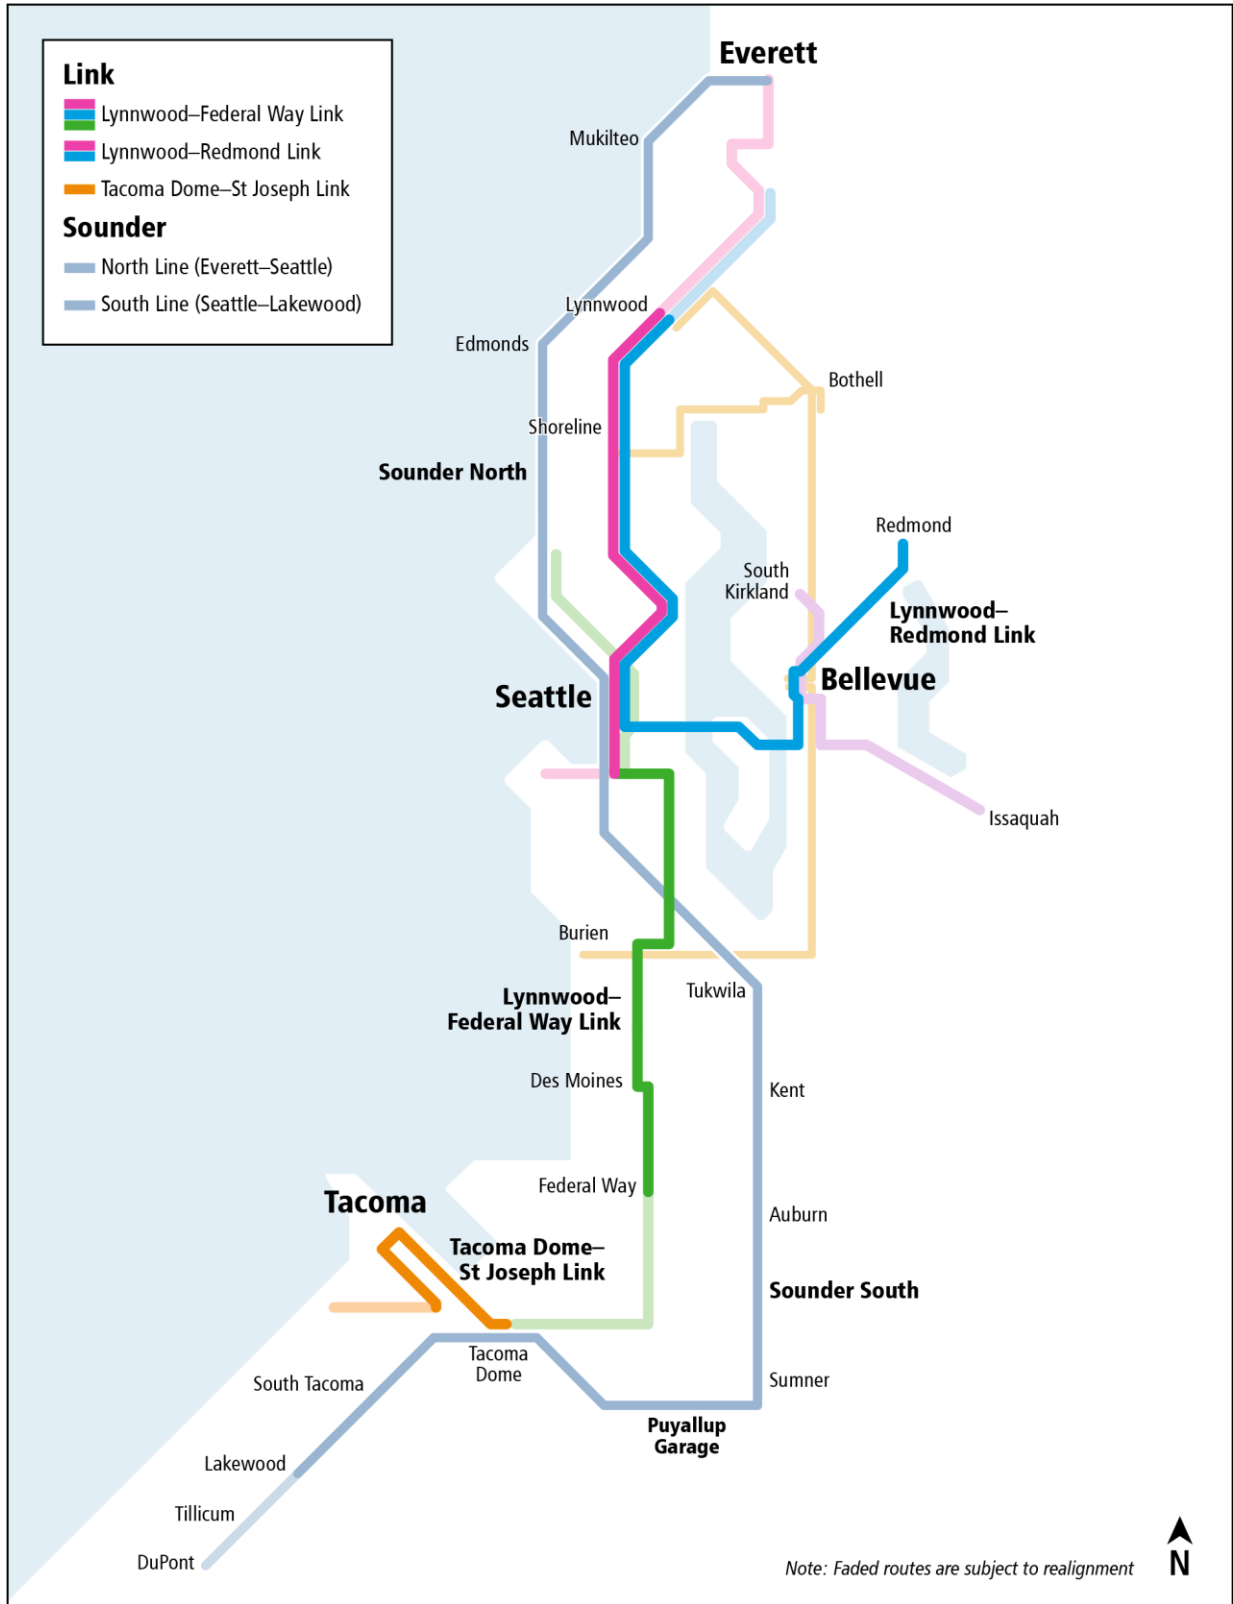 Link
Lynnwood–Federal Way Link
Lynnwood–Redmond Link
Tacoma Dome–St Joseph Link
Sounder
North Line (Everett–Seattle)
South Line (Seattle–Lakewood)
Everett
Mukilteo
Lynnwood
Edmonds
Bothell
Shoreline
Sounder North
Redmond
South
Kirkland
Lynnwood–
Redmond Link
Bellevue
Seattle
Issaquah
Burien
Tukwila
Lynnwood–
Federal Way Link
Des Moines
Kent
Federal Way
Tacoma
Auburn
Tacoma Dome–
St Joseph Link
Sounder South
Tacoma
Dome
South Tacoma
Sumner
Puyallup
Garage
Lakewood
Tillicum
DuPont
Note: Faded routes are subject to realignment
N